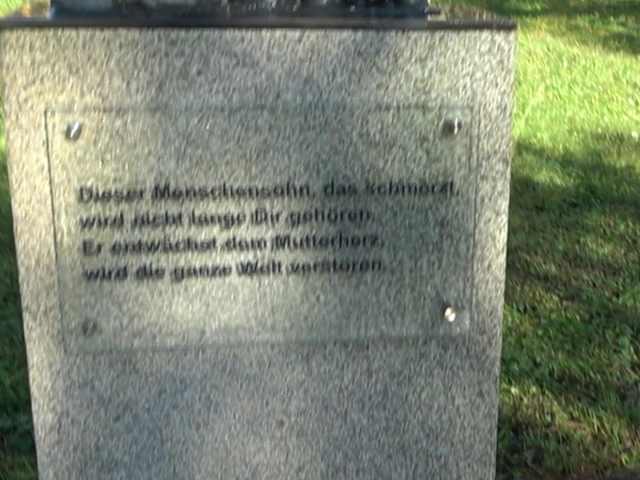 Dieser Menschensohn, das schmerzt,
wird nicht lange Dir gehören.
Er entwächst dem Mutterherz,
wird die ganze Welt verstören.